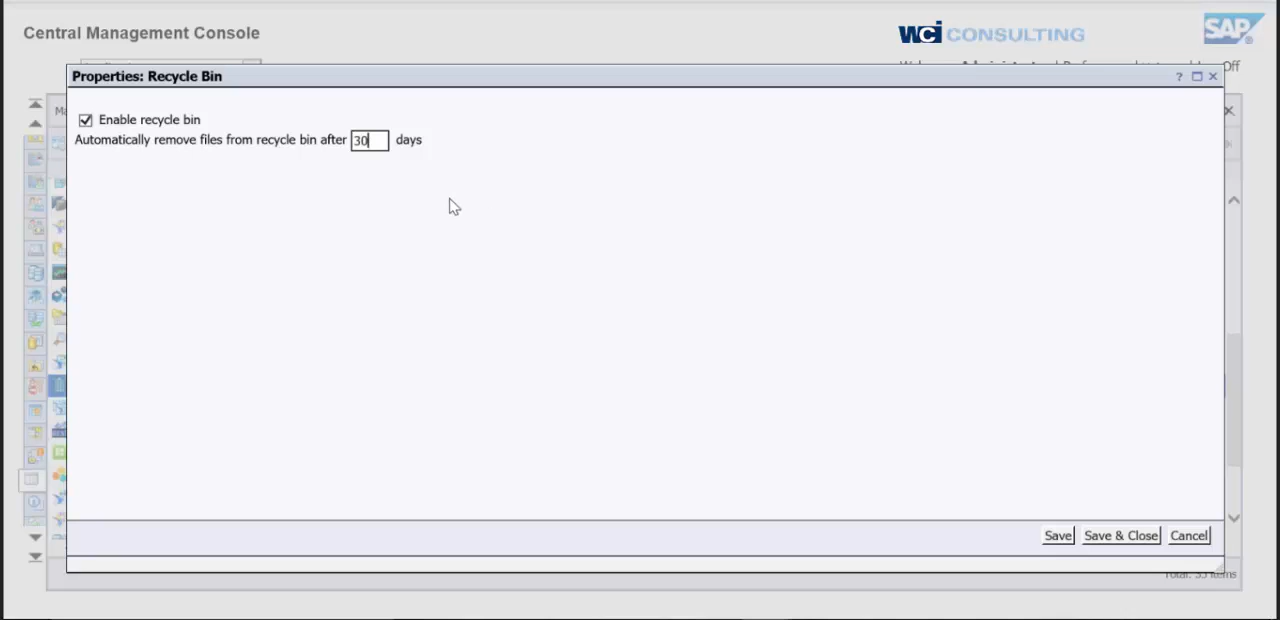 Central Management Console
WCI CONSULTING
SAP
Off
Properties: Recycle Bin
?
Ma
Enable recycle bin
Automatically remove files from recycle bin after 30 days
Save Save & Close Cancel